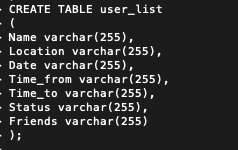 > CREATE TABLE user_list
> (
> Name varchar(255),
> Location varchar(255),
> Date varchar(255),
> Time_from varchar(255),
> Time_to varchar(255),
> Status varchar(255),
> Friends varchar(255)
> );